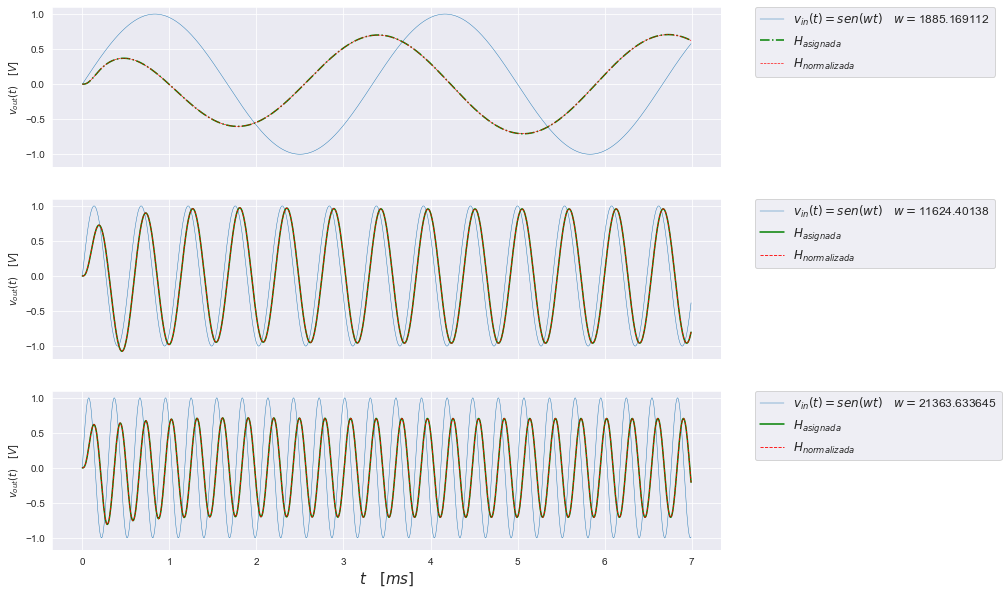 1.0
0.5
0.0
−0.5
−1.0
v_out(t) [V]
v_in(t) = sen(wt) w = 1885.169112
H_asignada
H_normalizada
1.0
0.5
0.0
−0.5
−1.0
v_out(t) [V]
v_in(t) = sen(wt) w = 11624.40138
H_asignada
H_normalizada
1.0
0.5
0.0
−0.5
−1.0
v_out(t) [V]
v_in(t) = sen(wt) w = 21363.633645
H_asignada
H_normalizada
0 1 2 3 4 5 6 7
t [ms]